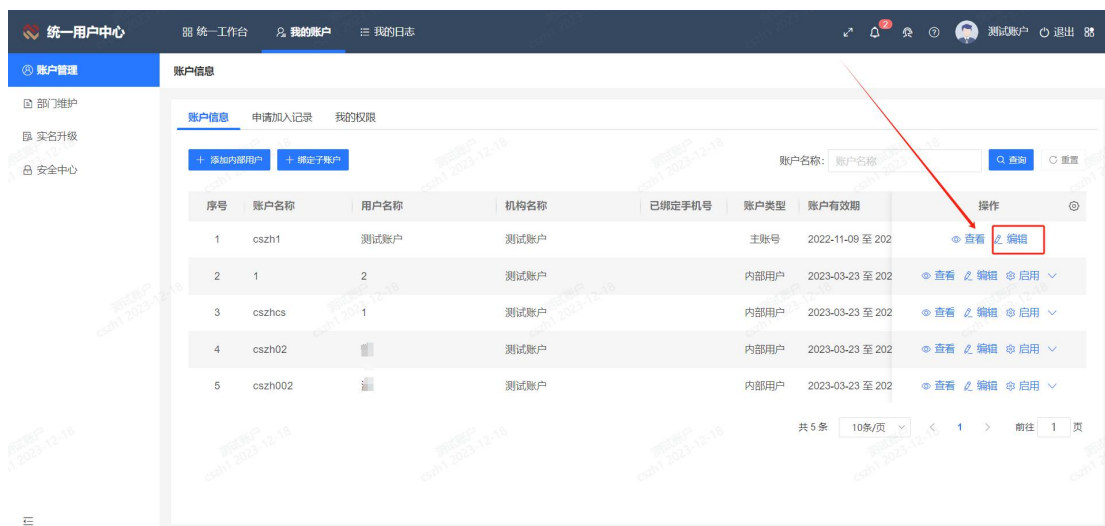 统一用户中心 统一工作台 我的账户 我的日志 2 测试账户 退出
账户管理 账户信息
部门维护
实名升级
安全中心
账户信息 申请加入记录 我的权限
+ 添加内部用户 + 绑定子账户 账户名称: 账户名称 查询 重置
序号 账户名称 用户名称 机构名称 已绑定手机号 账户类型 账户有效期 操作
1 cszh1 测试账户 测试账户 主账号 2022-11-09 至 202 查看 编辑
2 1 2 测试账户 内部用户 2023-03-23 至 202 查看 编辑 启用
3 cszhcs 1 测试账户 内部用户 2023-03-23 至 202 查看 编辑 启用
4 cszh02 测试账户 内部用户 2023-03-23 至 202 查看 编辑 启用
5 cszh002 测试账户 内部用户 2023-03-23 至 202 查看 编辑 启用
共 5 条 10条/页 < 1 > 前往 1 页
测试账户
cszh1 2023-12-18